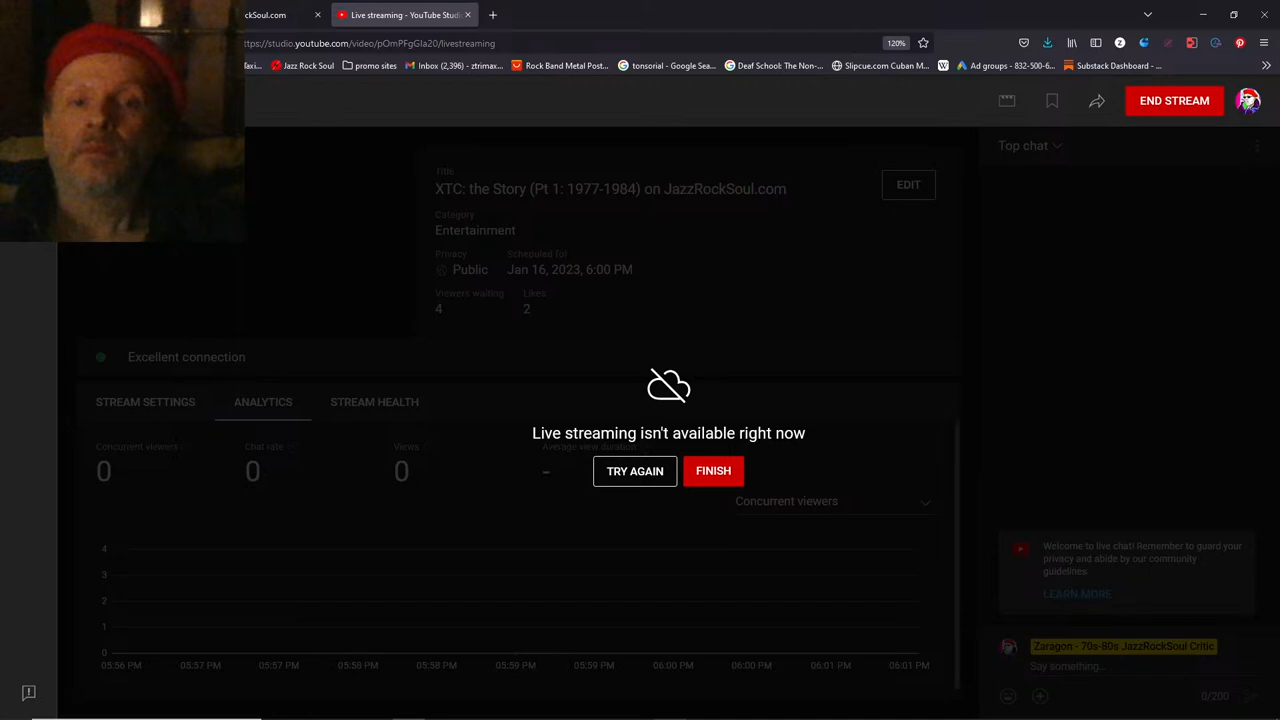 ckSoul.com
Live streaming - YouTube Studi
https://studio.youtube.com/video/pOmPFgGIa20/livestreaming
120%
Taxi...
Jazz Rock Soul
promo sites
Inbox (2,396) - ztrimax...
Rock Band Metal Post...
tonsorial - Google Sea...
Deaf School: The Non-...
Slipcue.com Cuban M...
Ad groups - 832-500-6...
Substack Dashboard - ...
END STREAM
Top chat
Title
XTC: the Story (Pt 1: 1977-1984) on JazzRockSoul.com
EDIT
Category
Entertainment
Privacy
Scheduled for
Public
Jan 16, 2023, 6:00 PM
Viewers waiting
Likes
4
2
Excellent connection
STREAM SETTINGS
ANALYTICS
STREAM HEALTH
Live streaming isn't available right now
TRY AGAIN
FINISH
Concurrent viewers
Chat rate
Views
Average view duration
0
0
0
-
Concurrent viewers
4
3
2
1
0
05:56 PM 05:57 PM 05:57 PM 05:58 PM 05:58 PM 05:59 PM 05:59 PM 06:00 PM 06:00 PM 06:01 PM 06:01 PM
Welcome to live chat! Remember to guard your
privacy and abide by our community
guidelines.
LEARN MORE
Zaragon - 70s-80s JazzRockSoul Critic
Say something...
0/200